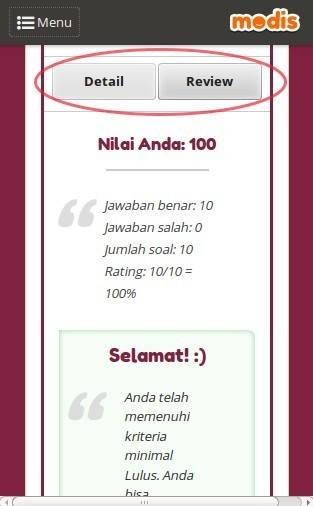 Menu
modis
Detail
Review
Nilai Anda: 100
Jawaban benar: 10
Jawaban salah: 0
Jumlah soal: 10
Rating: 10/10 =
100%
Selamat! :)
Anda telah
memenuhi
kriteria
minimal
Lulus. Anda
bisa